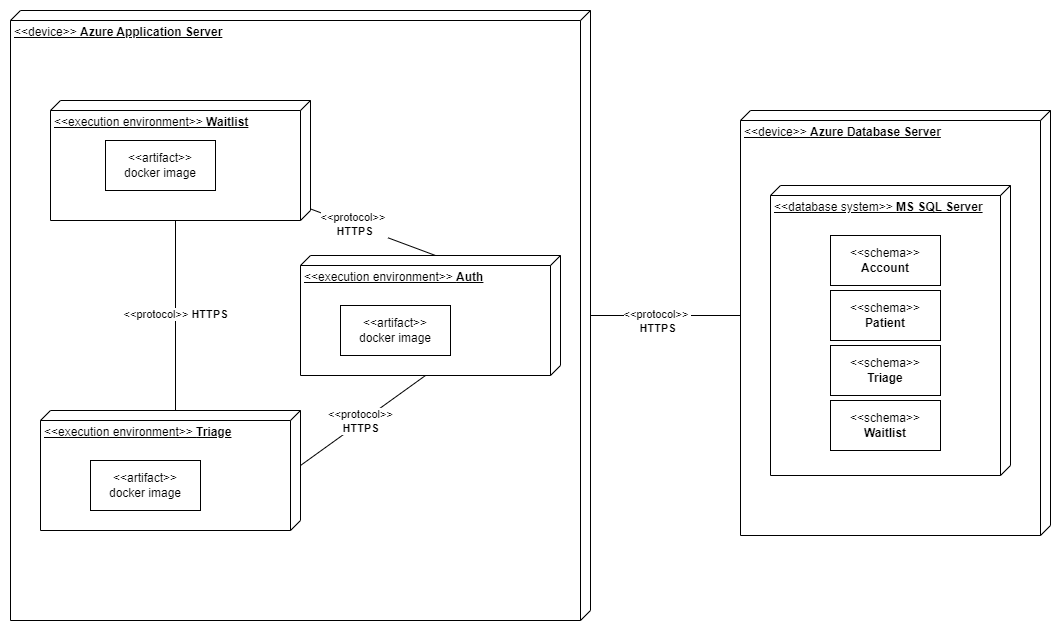 <<device>> Azure Application Server
<<execution environment>> Waitlist
<<artifact>>
docker image
<<protocol>>
HTTPS
<<execution environment>> Auth
<<artifact>>
docker image
<<protocol>> HTTPS
<<protocol>>
HTTPS
<<execution environment>> Triage
<<artifact>>
docker image
<<protocol>>
HTTPS
<<device>> Azure Database Server
<<database system>> MS SQL Server
<<schema>>
Account
<<schema>>
Patient
<<schema>>
Triage
<<schema>>
Waitlist